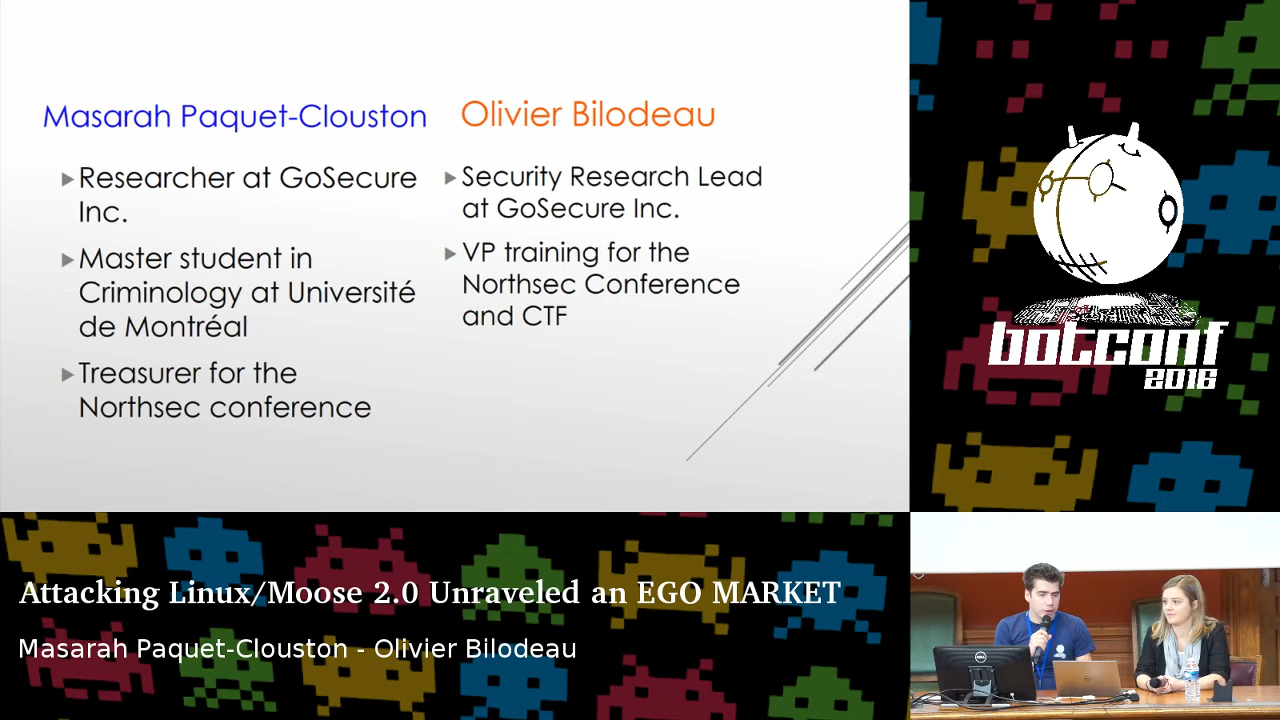 Masarah Paquet-Clouston
Researcher at GoSecure
Inc.
Master student in
Criminology at Université
de Montréal
Treasurer for the
Northsec conference
Olivier Bilodeau
Security Research Lead
at GoSecure Inc.
VP training for the
Northsec Conference
and CTF
botconf
2016
Attacking Linux/Moose 2.0 Unraveled an EGO MARKET
Masarah Paquet-Clouston - Olivier Bilodeau
DELL